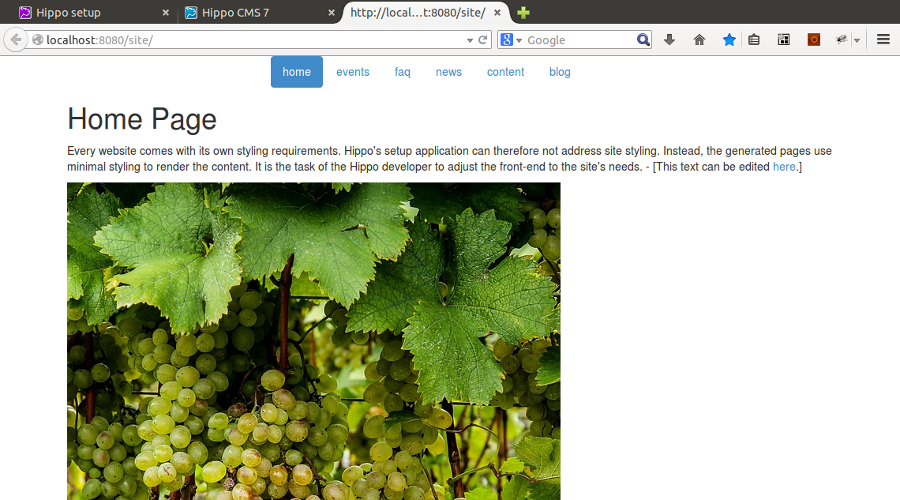 Hippo setup
Hippo CMS 7
http://local...t:8080/site/
localhost:8080/site/
Google
home events faq news content blog
Home Page
Every website comes with its own styling requirements. Hippo's setup application can therefore not address site styling. Instead, the generated pages use
minimal styling to render the content. It is the task of the Hippo developer to adjust the front-end to the site's needs. - [This text can be edited here.]